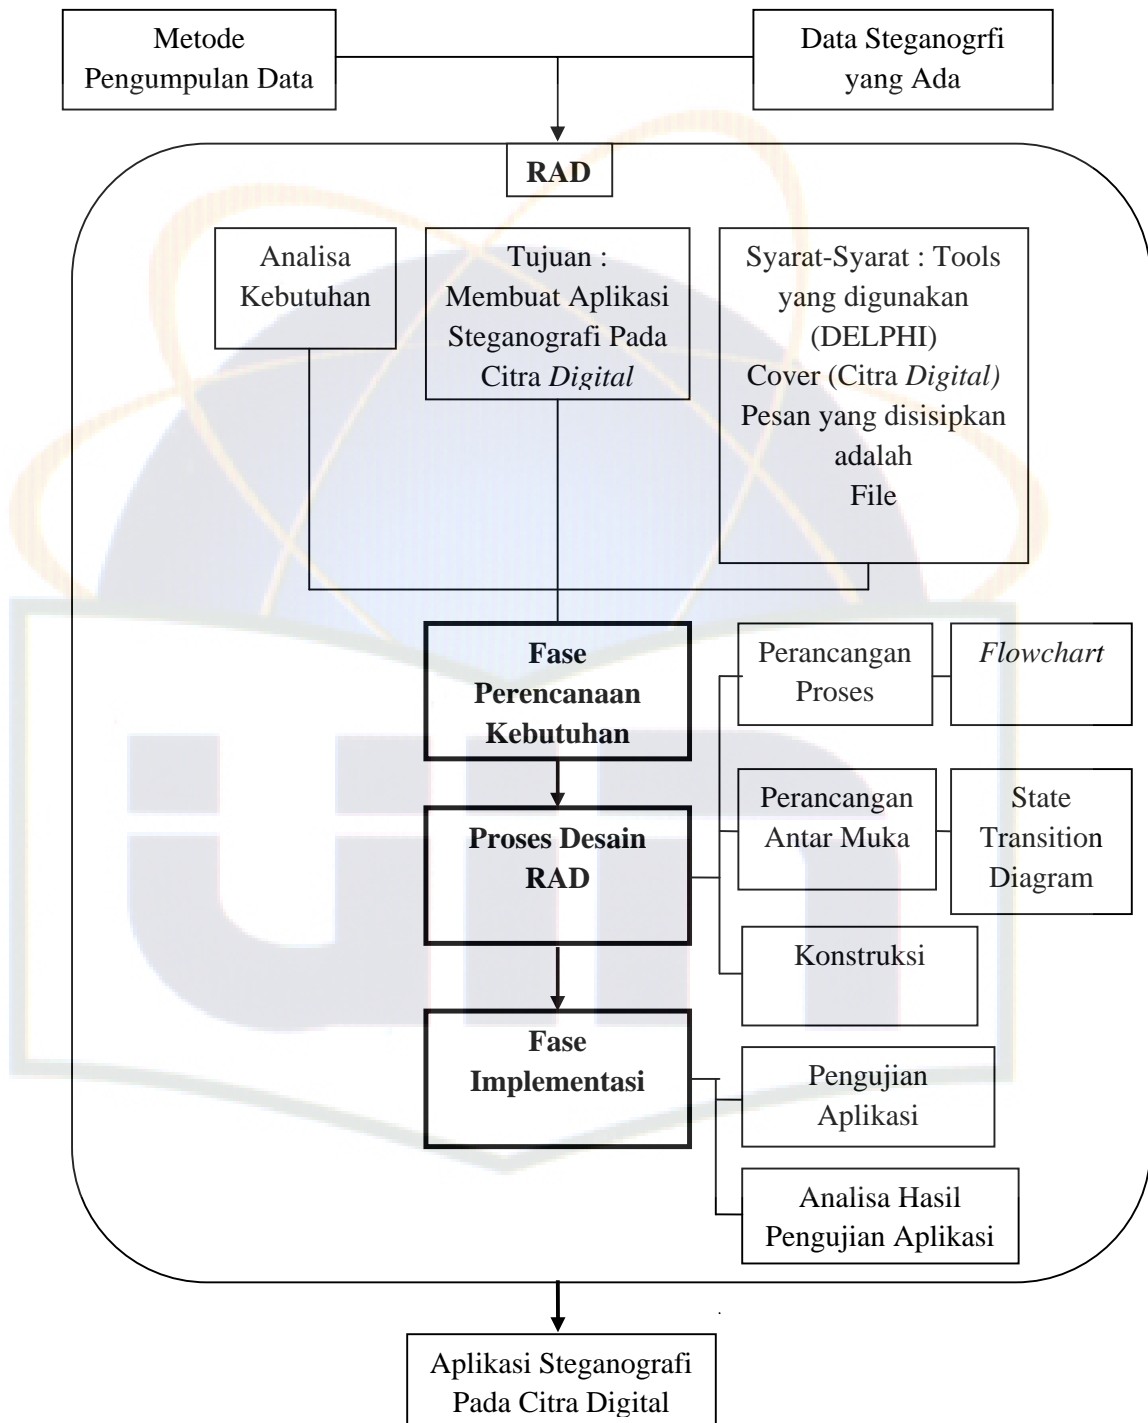 Metode
Pengumpulan Data
Data Steganogrfi
yang Ada
RAD
Analisa
Kebutuhan
Tujuan :
Membuat Aplikasi
Steganografi Pada
Citra Digital
Syarat-Syarat : Tools
yang digunakan
(DELPHI)
Cover (Citra Digital)
Pesan yang disisipkan
adalah
File
Fase
Perencanaan
Kebutuhan
Perancangan
Proses
Flowchart
Proses Desain
RAD
Perancangan
Antar Muka
State
Transition
Diagram
Konstruksi
Fase
Implementasi
Pengujian
Aplikasi
Analisa Hasil
Pengujian Aplikasi
Aplikasi Steganografi
Pada Citra Digital
uin